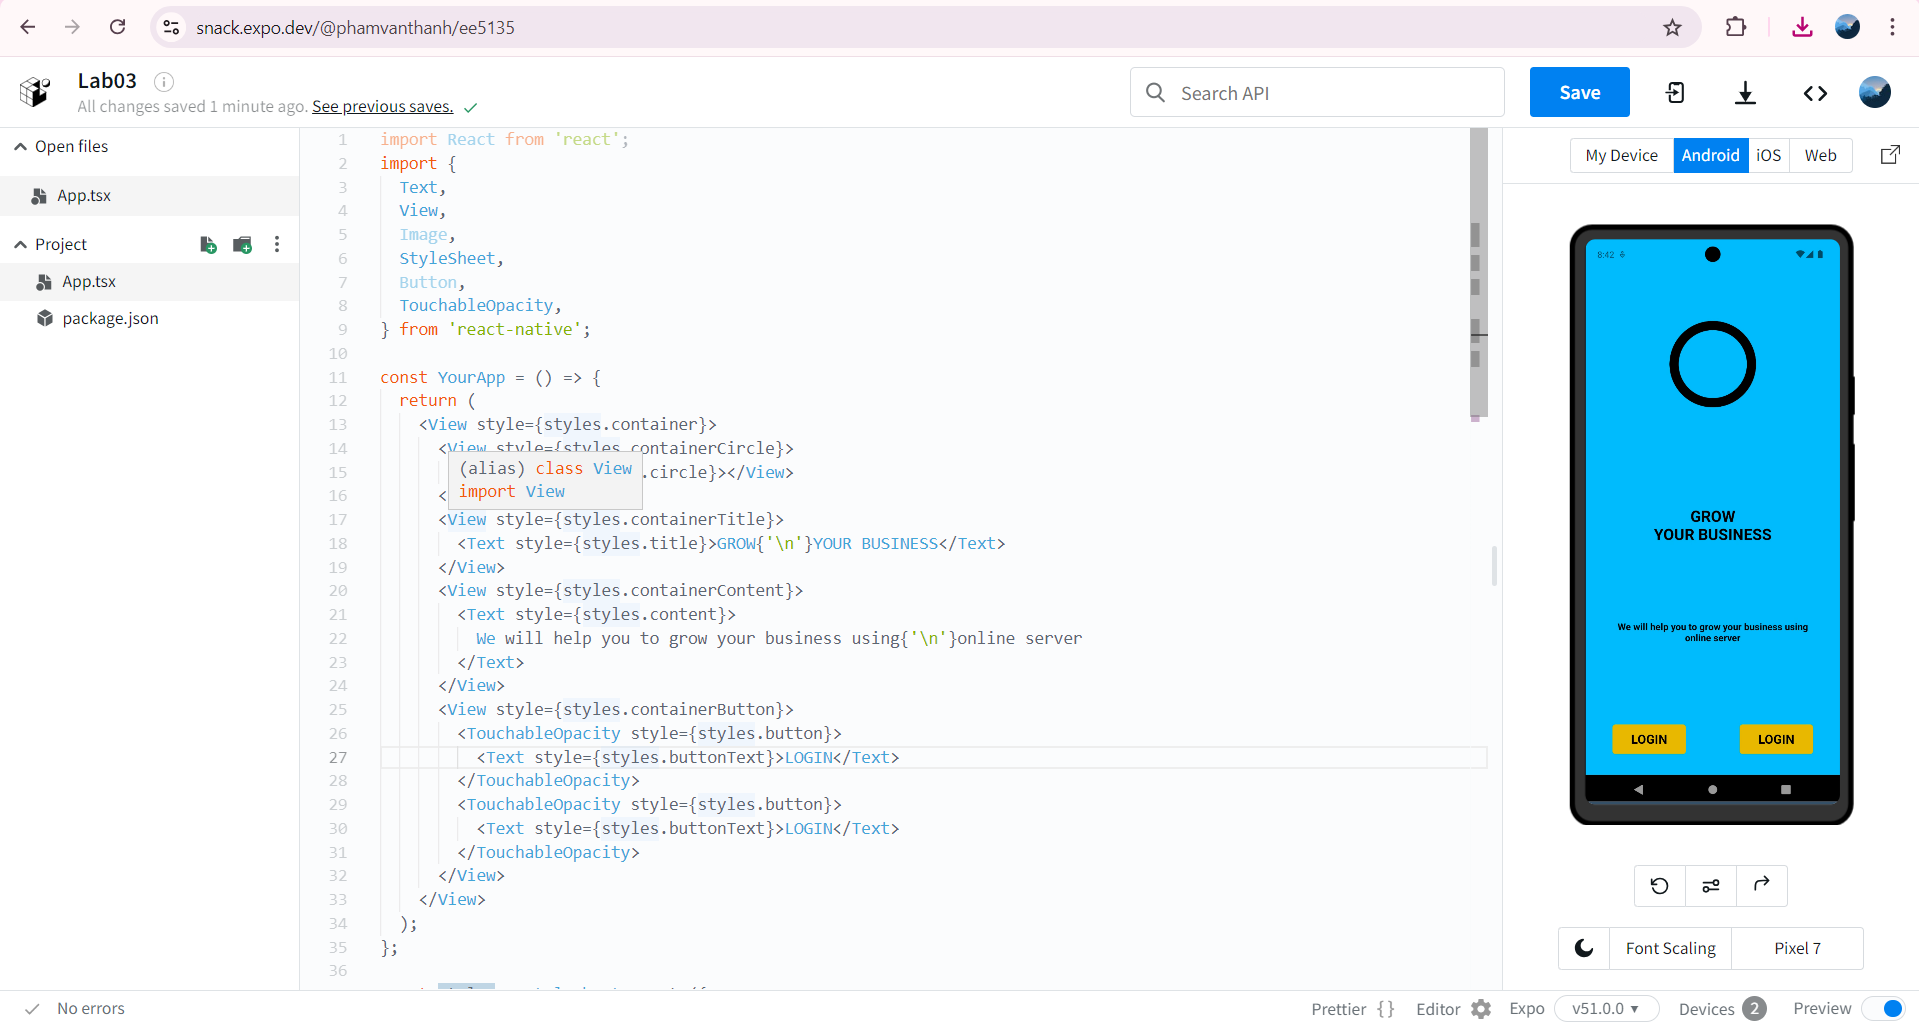 snack.expo.dev/@phamvanthanh/ee5135
Lab03
All changes saved 1 minute ago. See previous saves.
Search API
Save
Open files
App.tsx
Project
App.tsx
package.json
1 import React from 'react';
2 import {
3 Text,
4 View,
5 Image,
6 StyleSheet,
7 Button,
8 TouchableOpacity,
9 } from 'react-native';
10
11 const YourApp = () => {
12 return (
13 <View style={styles.container}>
14 <View style={styles.containerCircle}>
15 .circle}></View>
16 <
(alias) class View
import View
17 <View style={styles.containerTitle}>
18 <Text style={styles.title}>GROW{'\n'}YOUR BUSINESS</Text>
19 </View>
20 <View style={styles.containerContent}>
21 <Text style={styles.content}>
22 We will help you to grow your business using{'\n'}online server
23 </Text>
24 </View>
25 <View style={styles.containerButton}>
26 <TouchableOpacity style={styles.button}>
27 <Text style={styles.buttonText}>LOGIN</Text>
28 </TouchableOpacity>
29 <TouchableOpacity style={styles.button}>
30 <Text style={styles.buttonText}>LOGIN</Text>
31 </TouchableOpacity>
32 </View>
33 </View>
34 );
35 };
36
My Device Android iOS Web
8:42
GROW
YOUR BUSINESS
We will help you to grow your business using
online server
LOGIN LOGIN
Font Scaling Pixel 7
No errors
Prettier {} Editor Expo v51.0.0 Devices 2 Preview